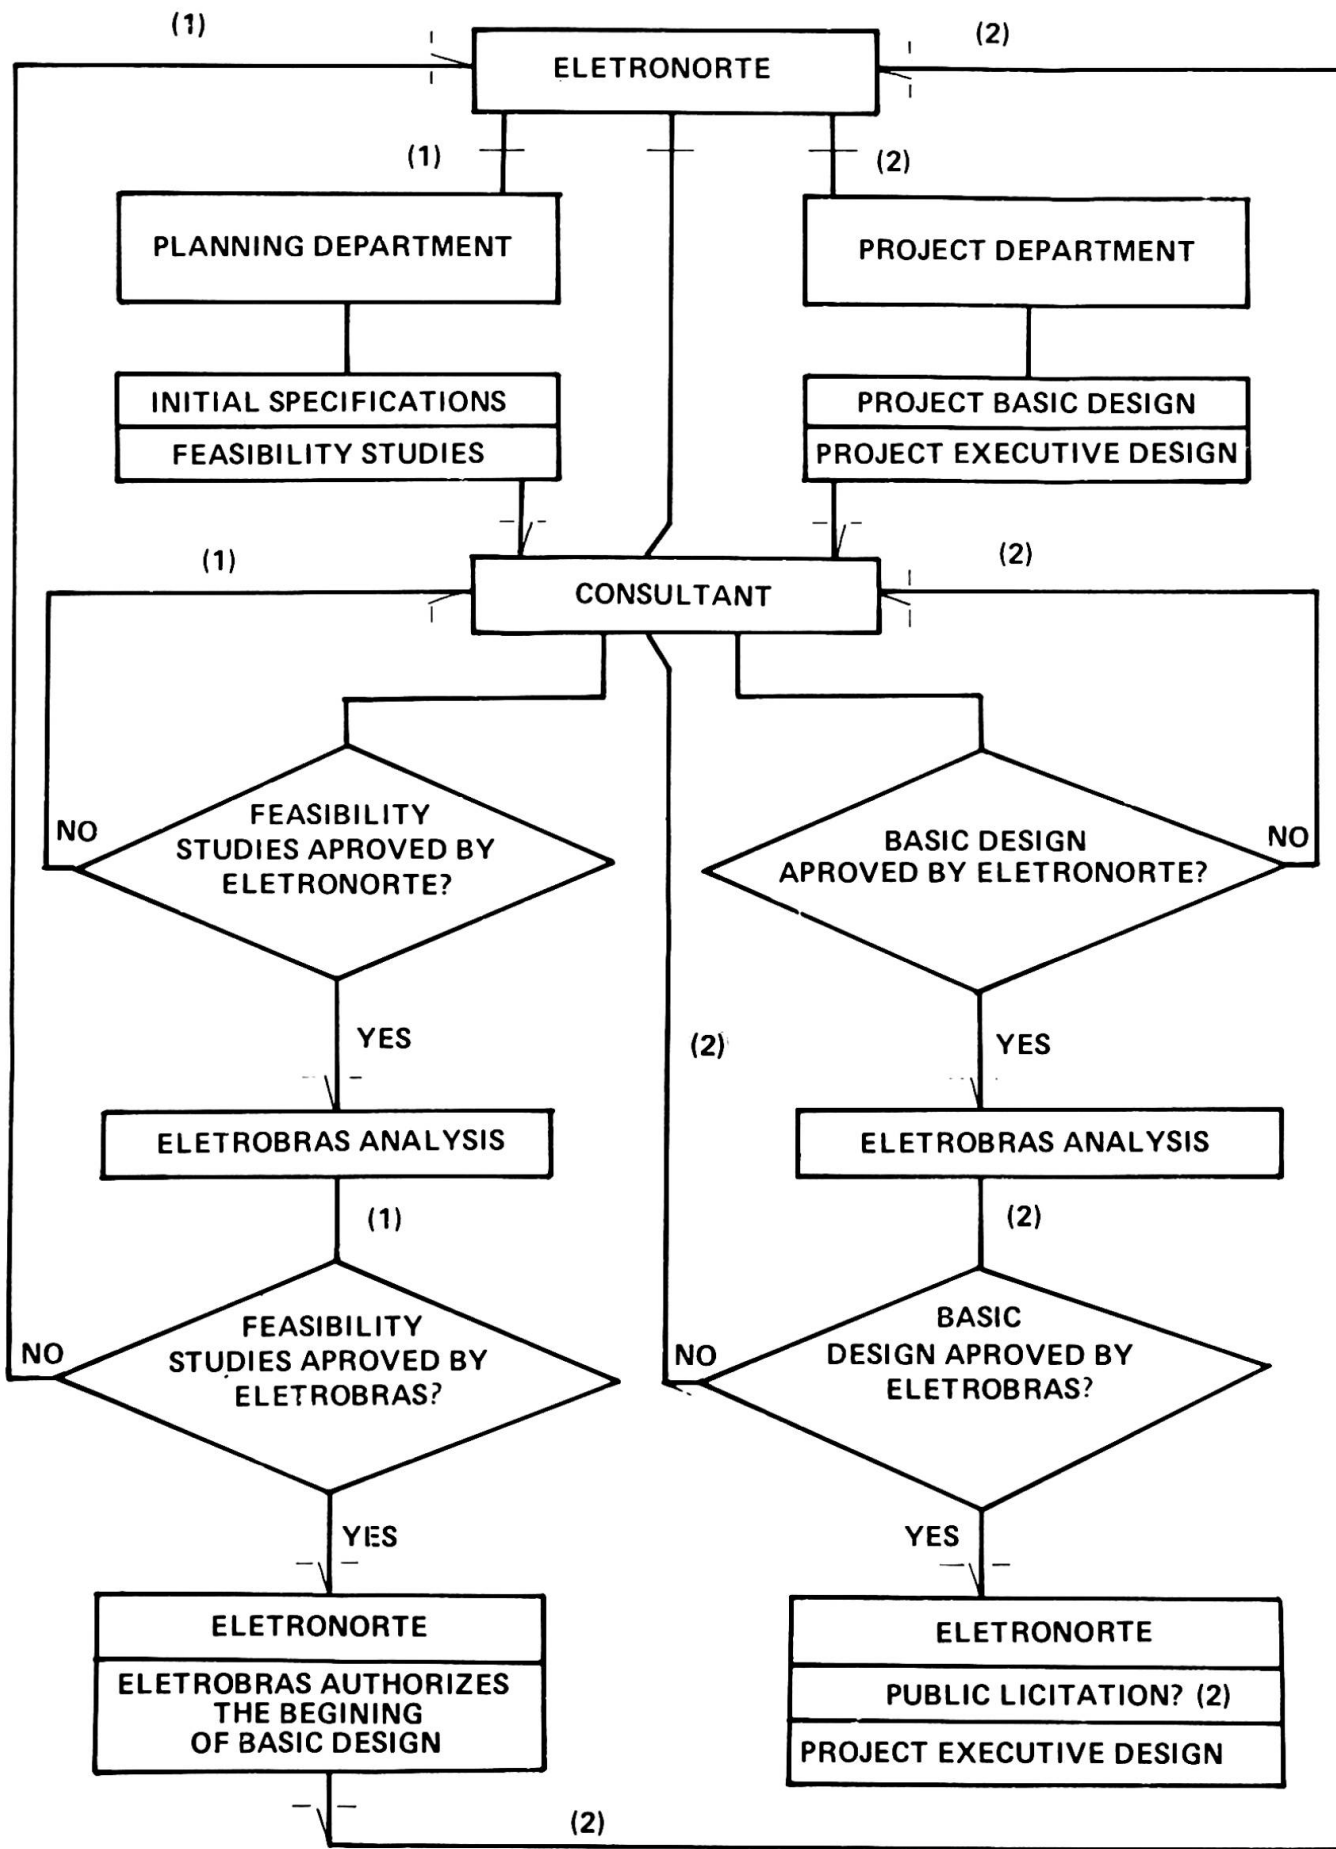 (1)
(2)
ELETRONORTE
(1)
(2)
PLANNING DEPARTMENT
PROJECT DEPARTMENT
INITIAL SPECIFICATIONS
FEASIBILITY STUDIES
PROJECT BASIC DESIGN
PROJECT EXECUTIVE DESIGN
(1)
(2)
CONSULTANT
NO
FEASIBILITY
STUDIES APROVED BY
ELETRONORTE?
BASIC DESIGN
APROVED BY ELETRONORTE?
NO
YES
(2)
YES
ELETROBRAS ANALYSIS
ELETROBRAS ANALYSIS
(1)
(2)
NO
FEASIBILITY
STUDIES APROVED BY
ELETROBRAS?
NO
BASIC
DESIGN APROVED BY
ELETROBRAS?
YES
YES
ELETRONORTE
ELETROBRAS AUTHORIZES
THE BEGINING
OF BASIC DESIGN
ELETRONORTE
PUBLIC LICITATION? (2)
PROJECT EXECUTIVE DESIGN
(2)